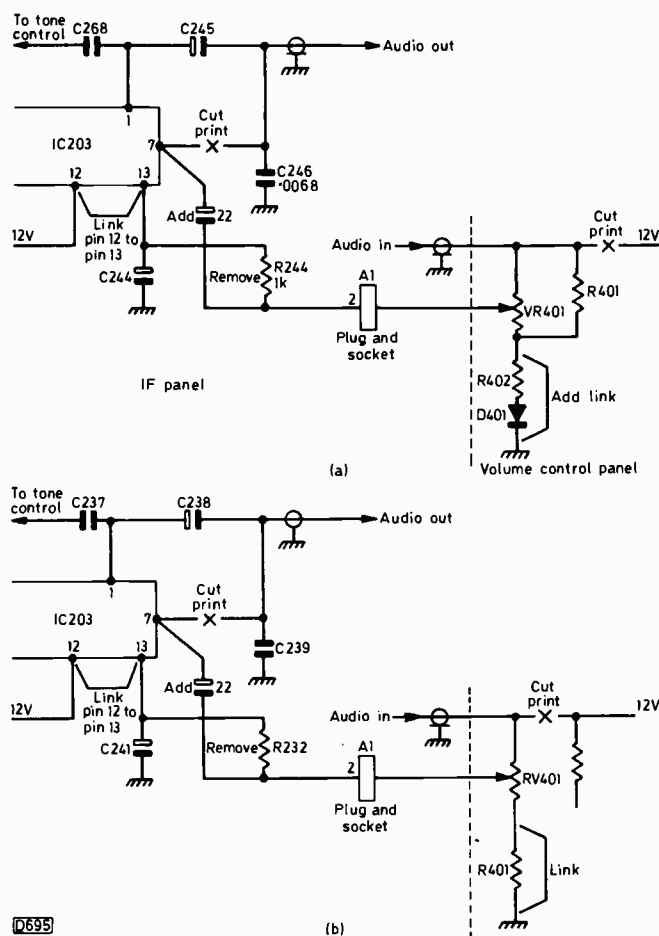 To tone
control
C268
C245
Audio out
1
IC203
7
Cut
print
12
13
C246
.0068
Link
pin 12 to
pin 13
Add
22
12V
C244
Remove
R244
1k
Audio in
Cut
print
12V
A1
2
Plug and
socket
VR401
R401
R402
D401
Add link
IF panel
(a)
Volume control panel
To tone
control
C237
C238
Audio out
1
IC203
7
Cut
print
12
13
C239
Link
pin 12 to
pin 13
Add
22
12V
C241
Remove
R232
Audio in
Cut
print
12V
A1
2
Plug and
socket
RV401
R401
Link
D695
(b)